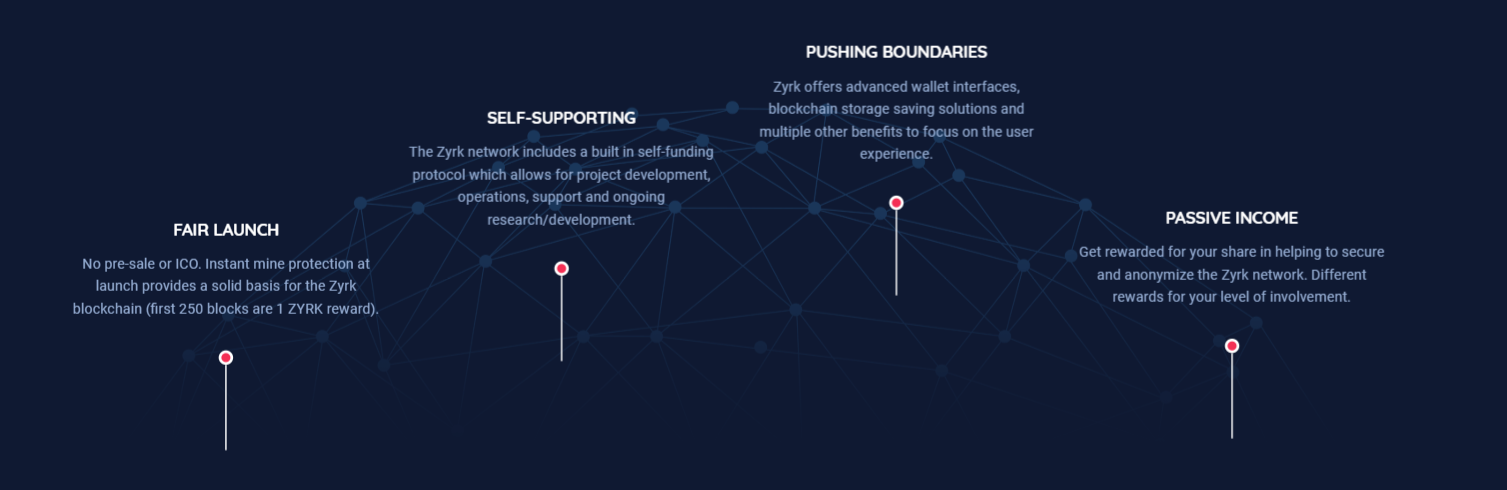 FAIR LAUNCH
No pre-sale or ICO. Instant mine protection at
launch provides a solid basis for the Zyrk
blockchain (first 250 blocks are 1 ZYRK reward).
SELF-SUPPORTING
The Zyrk network includes a built in self-funding
protocol which allows for project development,
operations, support and ongoing
research/development.
PUSHING BOUNDARIES
Zyrk offers advanced wallet interfaces,
blockchain storage saving solutions and
multiple other benefits to focus on the user
experience.
PASSIVE INCOME
Get rewarded for your share in helping to secure
and anonymize the Zyrk network. Different
rewards for your level of involvement.